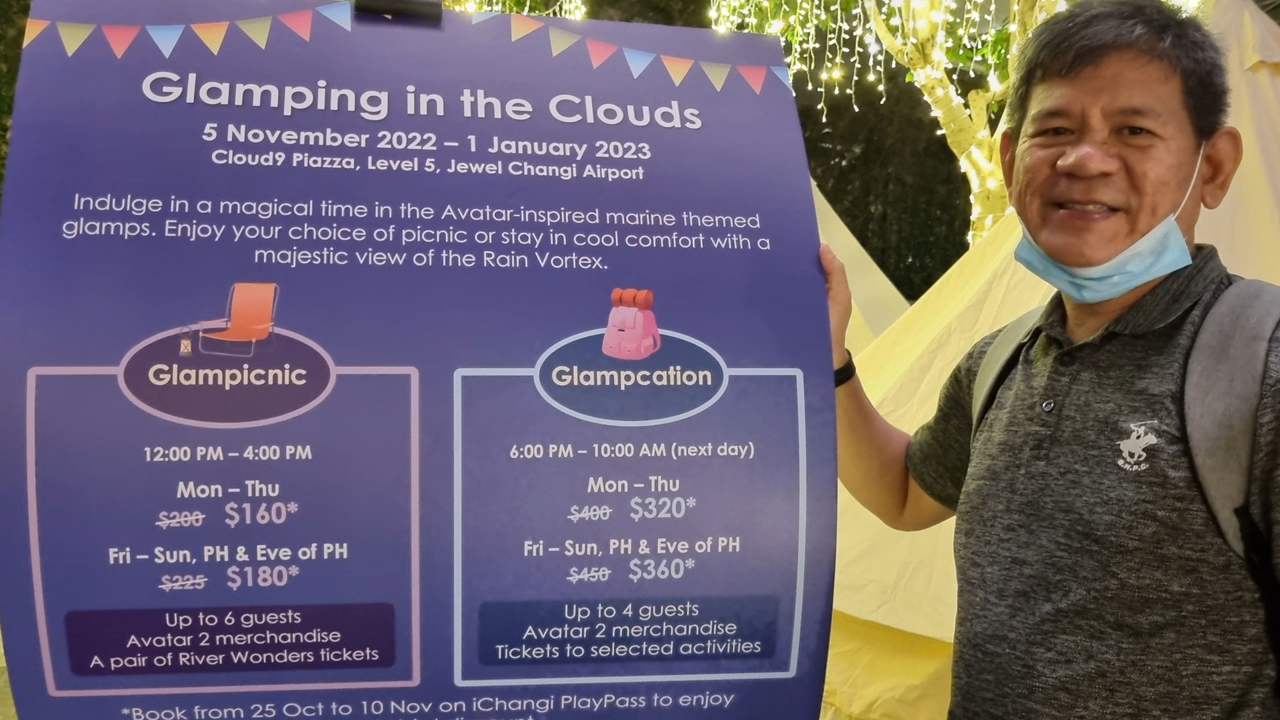 Glamping in the Clouds
5 November 2022 – 1 January 2023
Cloud9 Piazza, Level 5, Jewel Changi Airport
Indulge in a magical time in the Avatar-inspired marine themed
glamps. Enjoy your choice of picnic or stay in cool comfort with a
majestic view of the Rain Vortex.
Glampicnic
12:00 PM – 4:00 PM
Mon – Thu
$200 $160*
Fri – Sun, PH & Eve of PH
$225 $180*
Up to 6 guests
Avatar 2 merchandise
A pair of River Wonders tickets
Glampcation
6:00 PM – 10:00 AM (next day)
Mon – Thu
$400 $320*
Fri – Sun, PH & Eve of PH
$450 $360*
Up to 4 guests
Avatar 2 merchandise
Tickets to selected activities
*Book from 25 Oct to 10 Nov on iChangi PlayPass to enjoy
B.H.P.C.